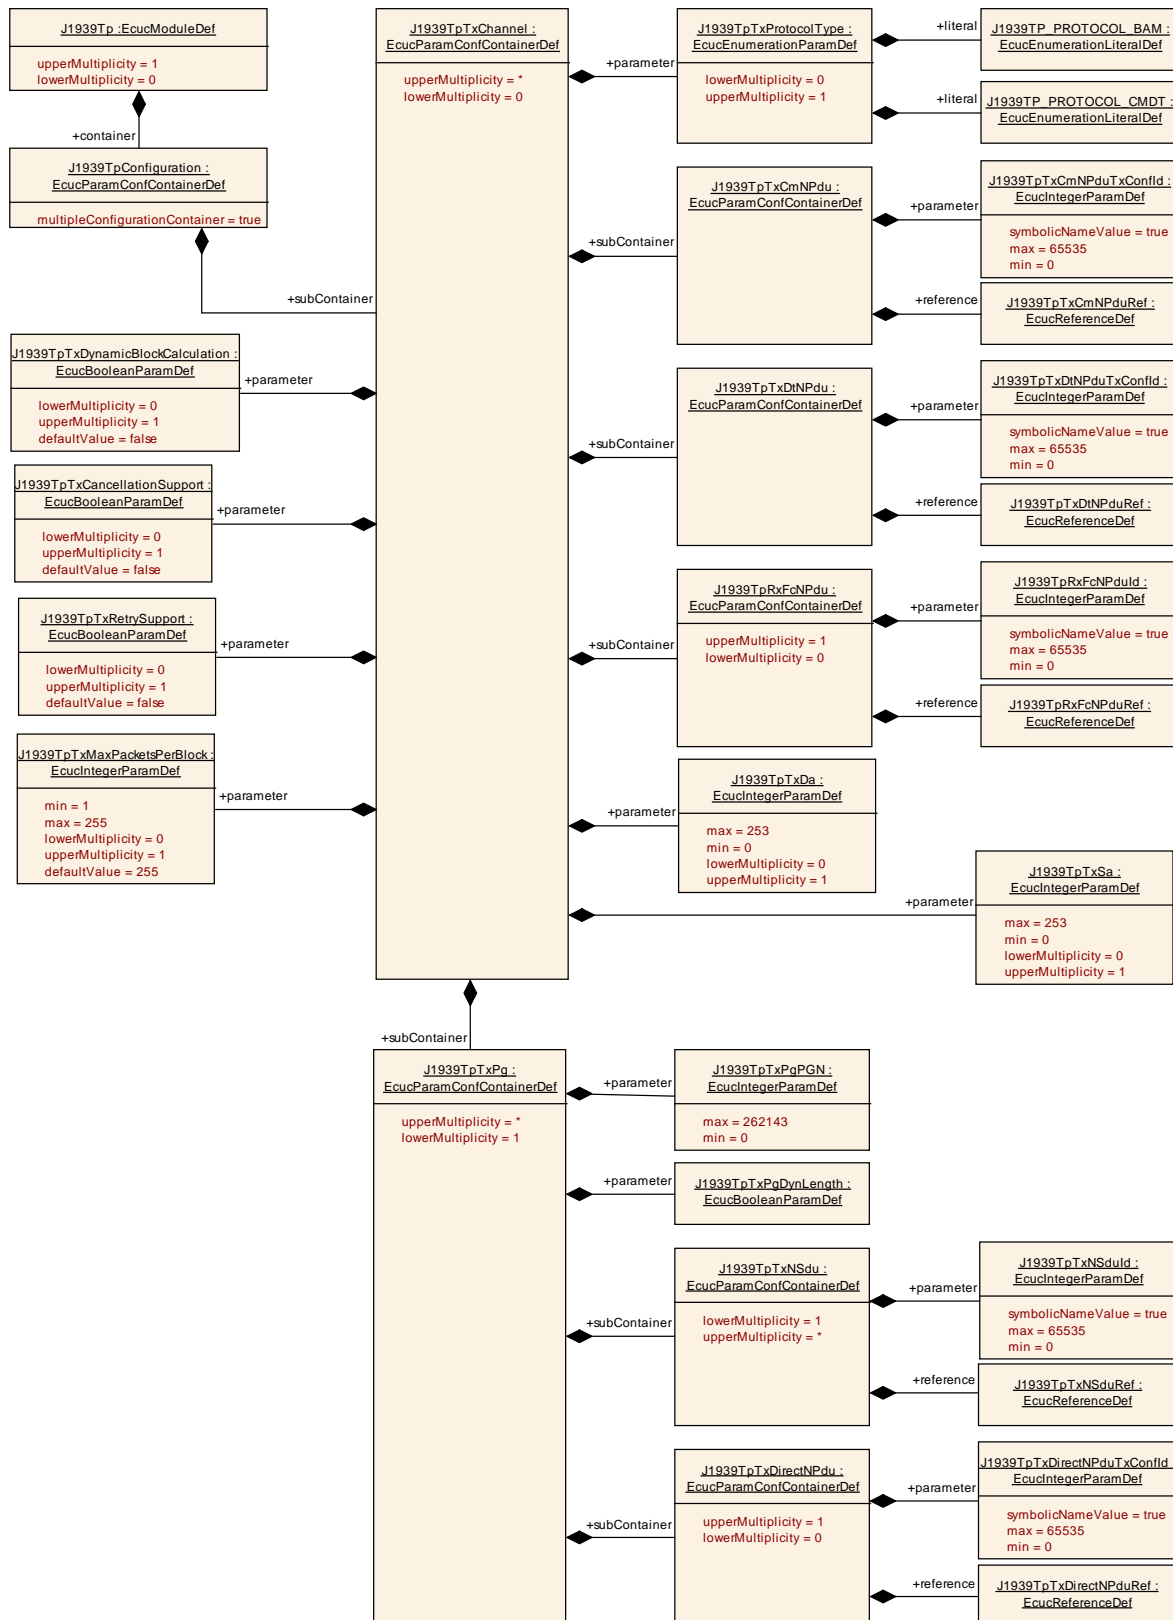 J1939Tp :EcucModuleDef
upperMultiplicity = 1
lowerMultiplicity = 0
+container
J1939TpConfiguration :
EcucParamConfContainerDef
multipleConfigurationContainer = true
+subContainer
J1939TpTxChannel :
EcucParamConfContainerDef
upperMultiplicity = *
lowerMultiplicity = 0
+parameter
J1939TpTxProtocolType :
EcucEnumerationParamDef
lowerMultiplicity = 0
upperMultiplicity = 1
+literal
J1939TP_PROTOCOL_BAM :
EcucEnumerationLiteralDef
+literal
J1939TP_PROTOCOL_CMDT :
EcucEnumerationLiteralDef
+subContainer
J1939TpTxCmNPdu :
EcucParamConfContainerDef
+parameter
J1939TpTxCmNPduTxConfId :
EcucIntegerParamDef
symbolicNameValue = true
max = 65535
min = 0
+reference
J1939TpTxCmNPduRef :
EcucReferenceDef
J1939TpTxDynamicBlockCalculation :
EcucBooleanParamDef
lowerMultiplicity = 0
upperMultiplicity = 1
defaultValue = false
+parameter
+subContainer
J1939TpTxDtNPdu :
EcucParamConfContainerDef
+parameter
J1939TpTxDtNPduTxConfId :
EcucIntegerParamDef
symbolicNameValue = true
max = 65535
min = 0
+reference
J1939TpTxDtNPduRef :
EcucReferenceDef
J1939TpTxCancellationSupport :
EcucBooleanParamDef
lowerMultiplicity = 0
upperMultiplicity = 1
defaultValue = false
+parameter
J1939TpTxRetrySupport :
EcucBooleanParamDef
lowerMultiplicity = 0
upperMultiplicity = 1
defaultValue = false
+parameter
+subContainer
J1939TpRxFcNPdu :
EcucParamConfContainerDef
upperMultiplicity = 1
lowerMultiplicity = 0
+parameter
J1939TpRxFcNPduId :
EcucIntegerParamDef
symbolicNameValue = true
max = 65535
min = 0
+reference
J1939TpRxFcNPduRef :
EcucReferenceDef
J1939TpTxMaxPacketsPerBlock :
EcucIntegerParamDef
min = 1
max = 255
lowerMultiplicity = 0
upperMultiplicity = 1
defaultValue = 255
+parameter
+parameter
J1939TpTxDa :
EcucIntegerParamDef
max = 253
min = 0
lowerMultiplicity = 0
upperMultiplicity = 1
+parameter
J1939TpTxSa :
EcucIntegerParamDef
max = 253
min = 0
lowerMultiplicity = 0
upperMultiplicity = 1
+subContainer
J1939TpTxPg :
EcucParamConfContainerDef
upperMultiplicity = *
lowerMultiplicity = 1
+parameter
J1939TpTxPgPGN :
EcucIntegerParamDef
max = 262143
min = 0
+parameter
J1939TpTxPgDynLength :
EcucBooleanParamDef
+subContainer
J1939TpTxNSdu :
EcucParamConfContainerDef
lowerMultiplicity = 1
upperMultiplicity = *
+parameter
J1939TpTxNSduId :
EcucIntegerParamDef
symbolicNameValue = true
max = 65535
min = 0
+reference
J1939TpTxNSduRef :
EcucReferenceDef
+subContainer
J1939TpTxDirectNPdu :
EcucParamConfContainerDef
upperMultiplicity = 1
lowerMultiplicity = 0
+parameter
J1939TpTxDirectNPduTxConfId :
EcucIntegerParamDef
symbolicNameValue = true
max = 65535
min = 0
+reference
J1939TpTxDirectNPduRef :
EcucReferenceDef